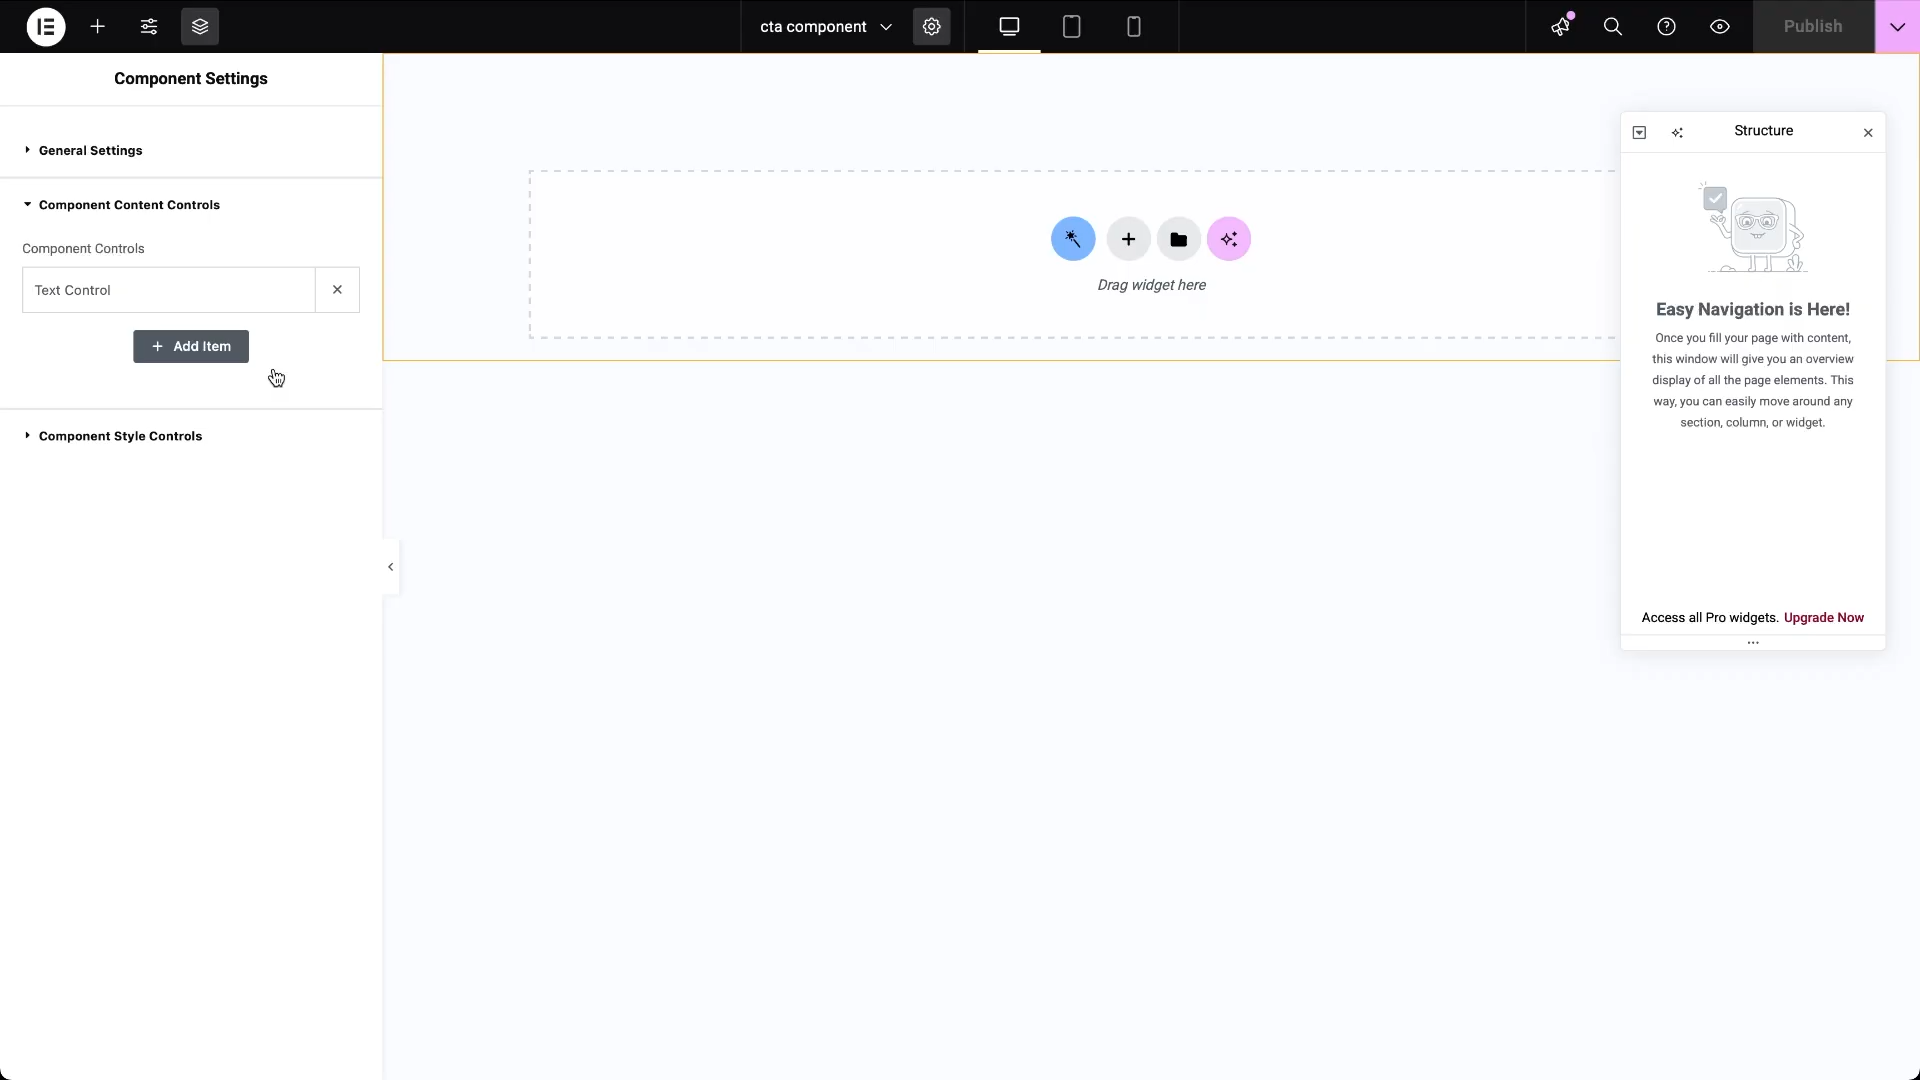 cta component
Publish
Component Settings
General Settings
Component Content Controls
Component Controls
Text Control
Add Item
Component Style Controls
Drag widget here
Structure
Easy Navigation is Here!
Once you fill your page with content,
this window will give you an overview
display of all the page elements. This
way, you can easily move around any
section, column, or widget.
Access all Pro widgets. Upgrade Now